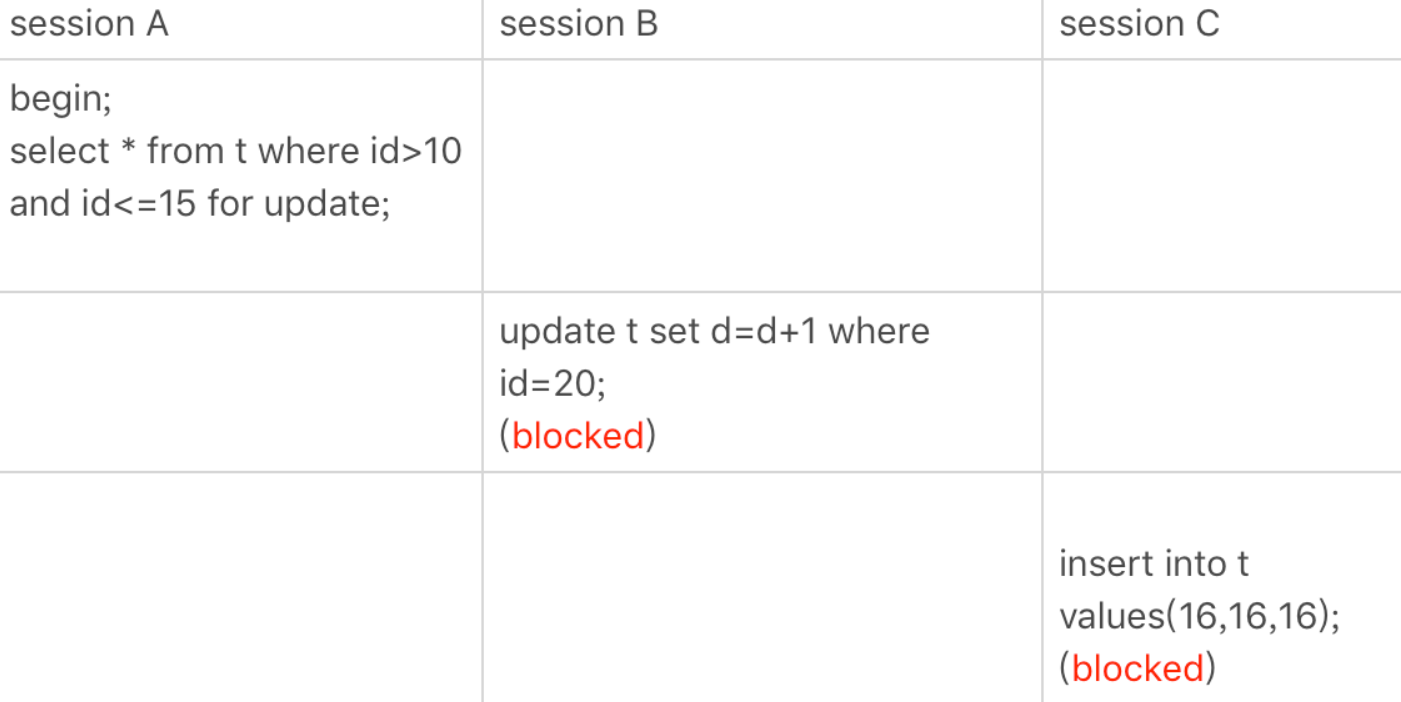 session A
session B
session C
begin;
select * from t where id>10
and id<=15 for update;
update t set d=d+1 where
id=20;
(blocked)
insert into t
values(16,16,16);
(blocked)